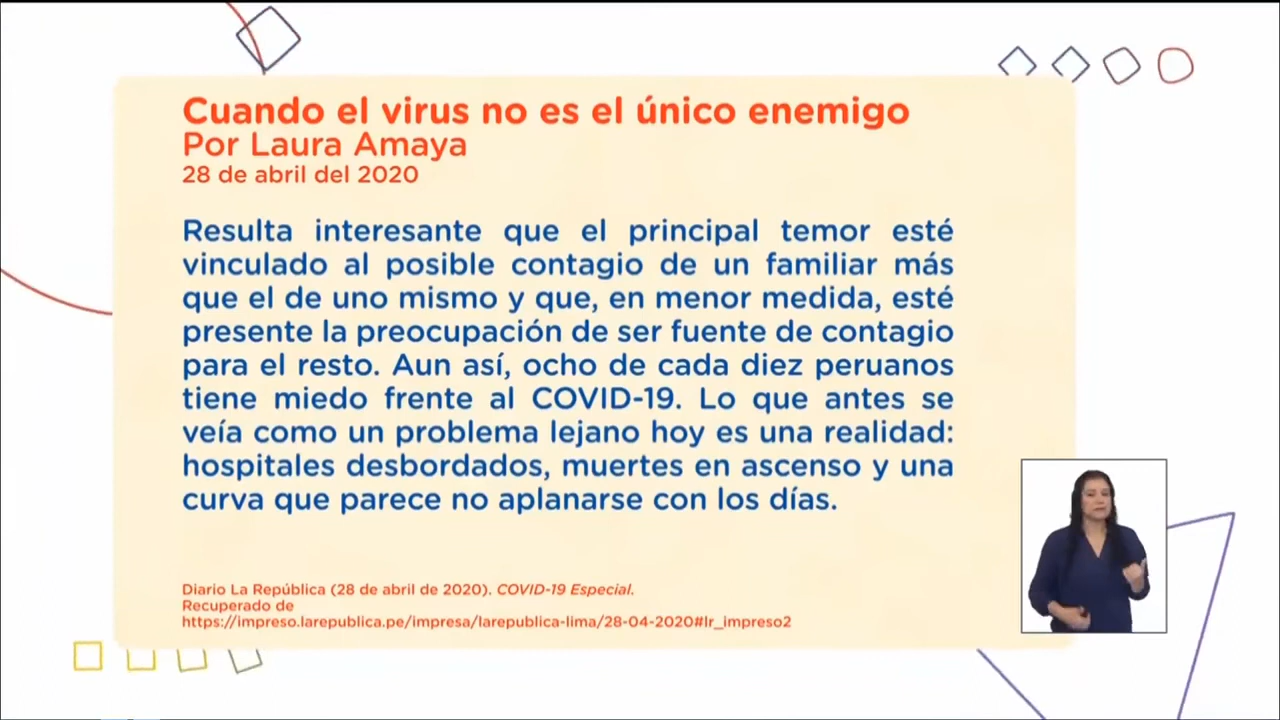 Cuando el virus no es el único enemigo
Por Laura Amaya
28 de abril del 2020
Resulta interesante que el principal temor esté
vinculado al posible contagio de un familiar más
que el de uno mismo y que, en menor medida, esté
presente la preocupación de ser fuente de contagio
para el resto. Aun así, ocho de cada diez peruanos
tiene miedo frente al COVID-19. Lo que antes se
veía como un problema lejano hoy es una realidad:
hospitales desbordados, muertes en ascenso y una
curva que parece no aplanarse con los días.
Diario La República (28 de abril de 2020). COVID-19 Especial.
Recuperado de
https://impreso.larepublica.pe/impresa/larepublica-lima/28-04-2020#lr_impreso2